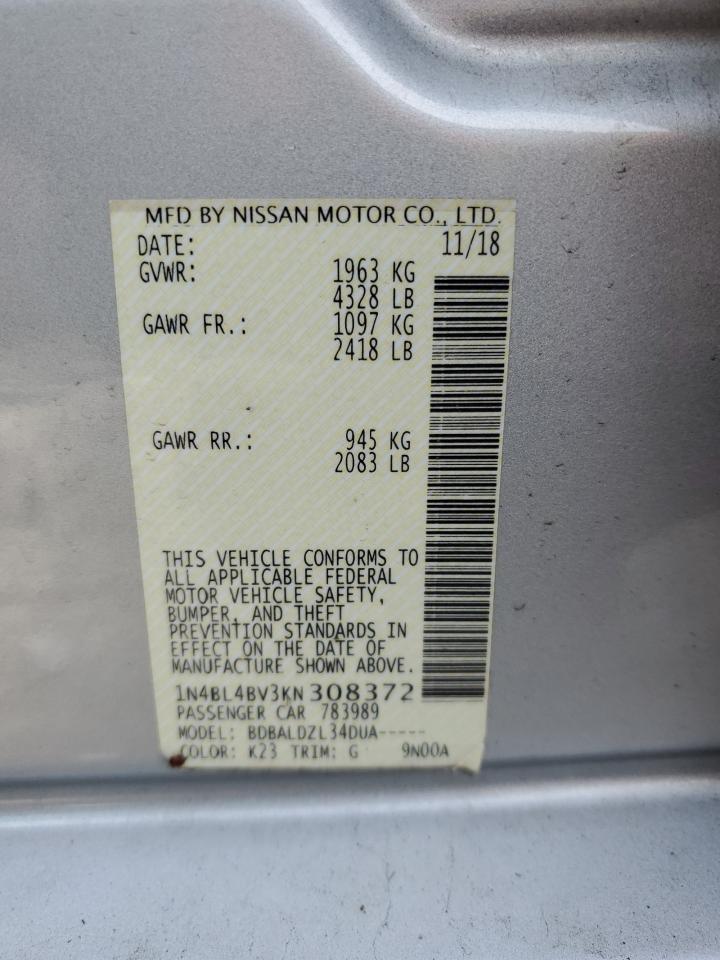 MFD BY NISSAN MOTOR CO., LTD.
DATE: 11/18
GVWR: 1963 KG
4328 LB
GAWR FR.: 1097 KG
2418 LB
GAWR RR.: 945 KG
2083 LB
THIS VEHICLE CONFORMS TO
ALL APPLICABLE FEDERAL
MOTOR VEHICLE SAFETY,
BUMPER, AND THEFT
PREVENTION STANDARDS IN
EFFECT ON THE DATE OF
MANUFACTURE SHOWN ABOVE.
1N4BL4BV3KN308372
PASSENGER CAR 783989
MODEL: BDBALDZL34DUA-----
COLOR: K23 TRIM: G 9N00A